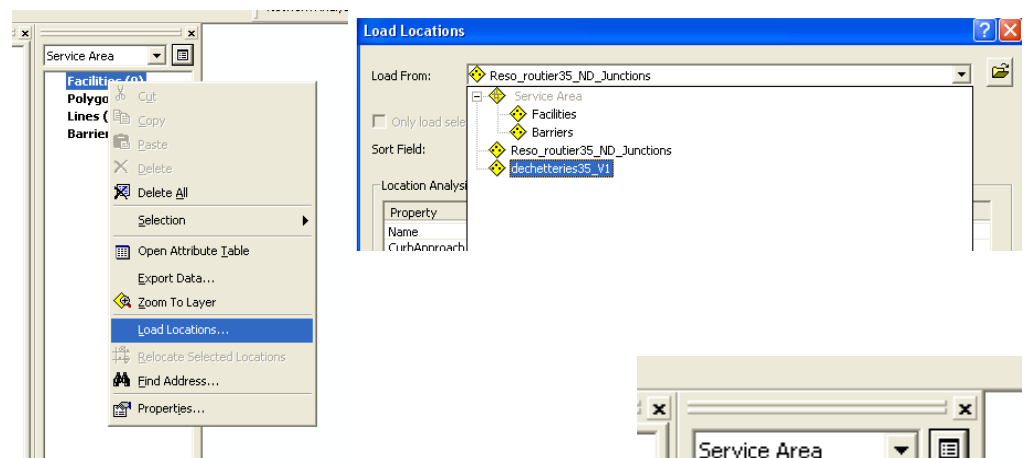 Service Area
Facilities (0)
Polygo
Lines (
Barrier
Cut
Copy
Paste
Delete
Delete All
Selection
Open Attribute Table
Export Data...
Zoom To Layer
Load Locations...
Relocate Selected Locations
Find Address...
Properties...
Load Locations
Load From:
Reso_routier35_ND_Junctions
Service Area
Facilities
Barriers
Reso_routier35_ND_Junctions
dechetteries35_V1
Only load sele
Sort Field:
Location Analysi
Property
Name
CurbApproach
Service Area